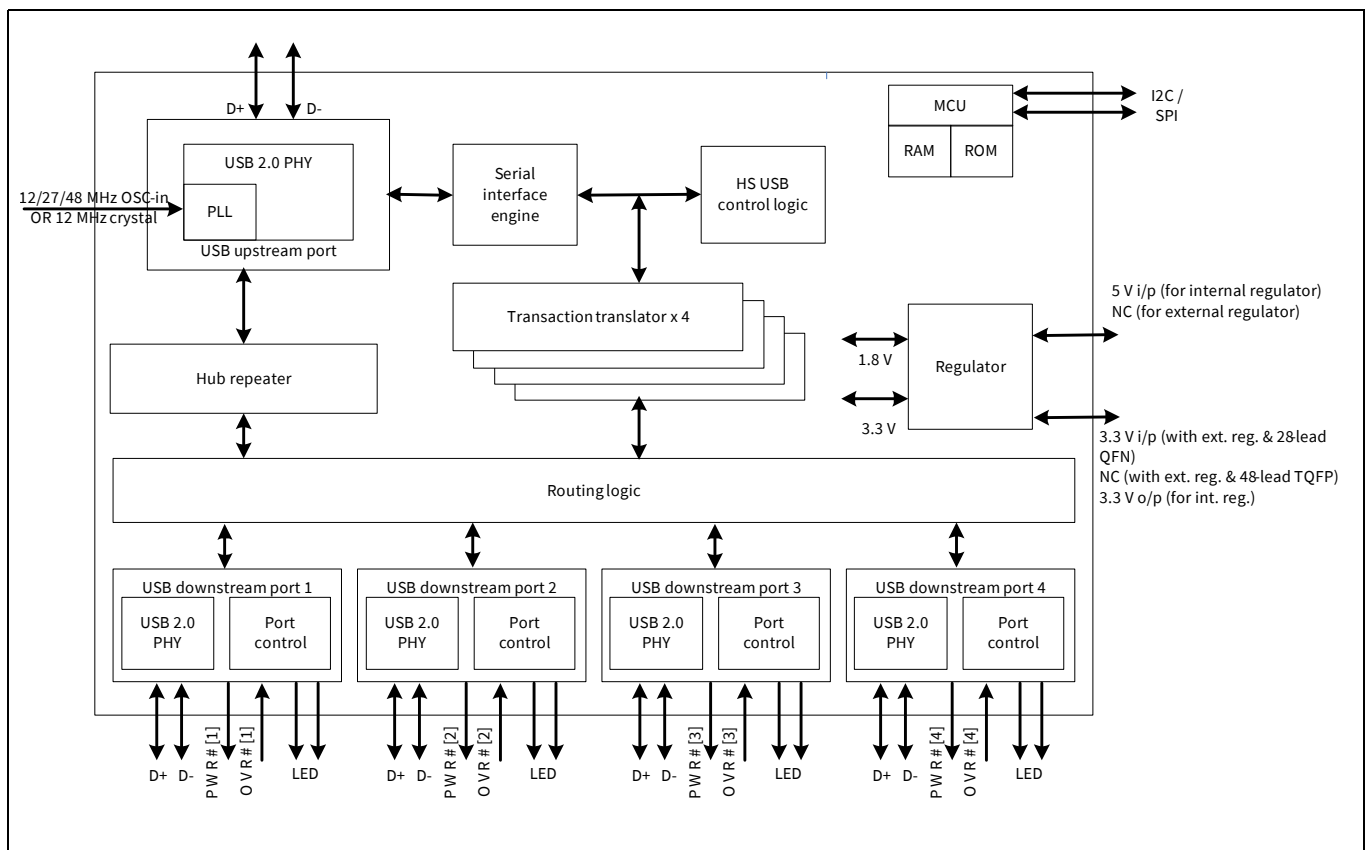 D+ D-
MCU
RAM ROM
I2C /
SPI
USB 2.0 PHY
PLL
USB upstream port
12/27/48 MHz OSC-in
OR 12 MHz crystal
Serial
interface
engine
HS USB
control logic
Transaction translator x 4
Hub repeater
1.8 V
3.3 V
Regulator
5 V i/p (for internal regulator)
NC (for external regulator)
3.3 V i/p (with ext. reg. & 28-lead
QFN)
NC (with ext. reg. & 48-lead TQFP)
3.3 V o/p (for int. reg.)
Routing logic
USB downstream port 1
USB 2.0
PHY
Port
control
USB downstream port 2
USB 2.0
PHY
Port
control
USB downstream port 3
USB 2.0
PHY
Port
control
USB downstream port 4
USB 2.0
PHY
Port
control
D+ D- PWR# [1] OVR# [1] LED
D+ D- PWR# [2] OVR# [2] LED
D+ D- PWR# [3] OVR# [3] LED
D+ D- PWR# [4] OVR# [4] LED